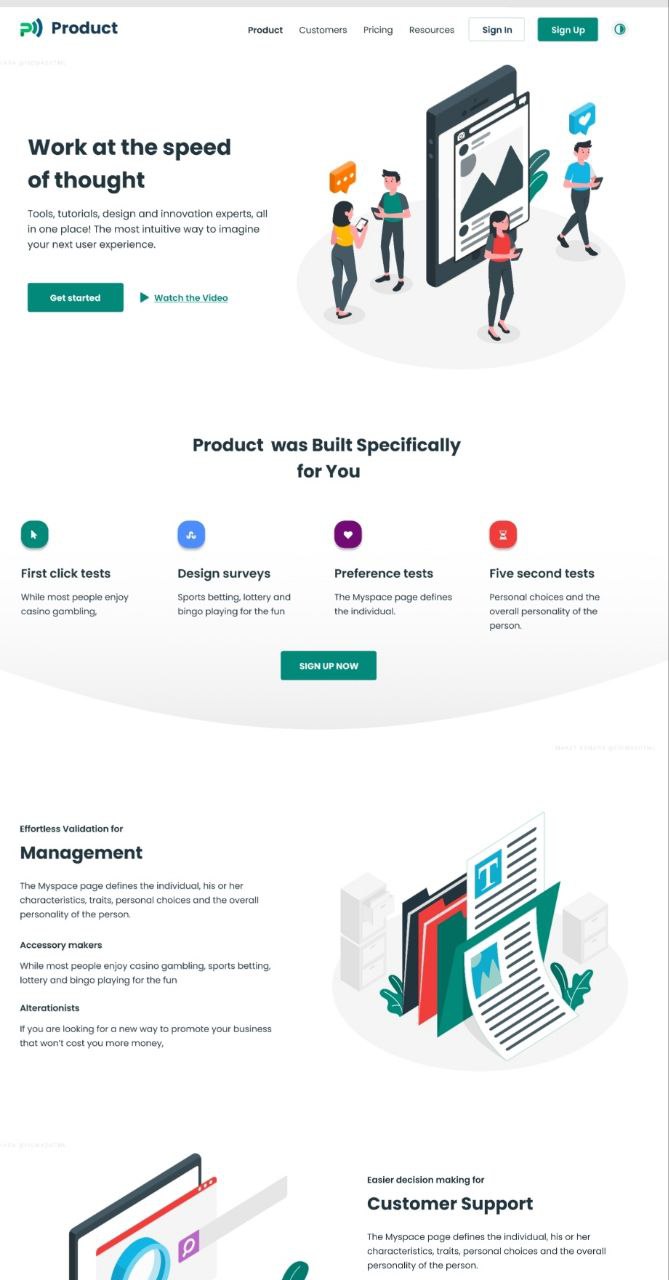 Product
Product Customers Pricing Resources Sign In Sign Up
Work at the speed
of thought
Tools, tutorials, design and innovation experts, all
in one place! The most intuitive way to imagine
your next user experience.
Get started Watch the Video
Product was Built Specifically
for You
First click tests
While most people enjoy
casino gambling,
Design surveys
Sports betting, lottery and
bingo playing for the fun
Preference tests
The Myspace page defines
the individual.
Five second tests
Personal choices and the
overall personality of the
person.
SIGN UP NOW
Effortless Validation for
Management
The Myspace page defines the individual, his or her
characteristics, traits, personal choices and the overall
personality of the person.
Accessory makers
While most people enjoy casino gambling, sports betting,
lottery and bingo playing for the fun
Alterationists
If you are looking for a new way to promote your business
that won't cost you more money,
T
Easier decision making for
Customer Support
The Myspace page defines the individual, his or her
characteristics, traits, personal choices and the overall
personality of the person.